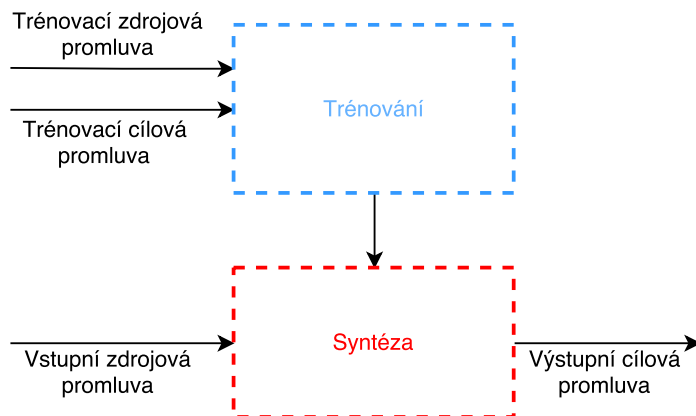 Trénovací zdrojová
promluva
Trénování
Trénovací cílová
promluva
Syntéza
Vstupní zdrojová
promluva
Výstupní cílová
promluva